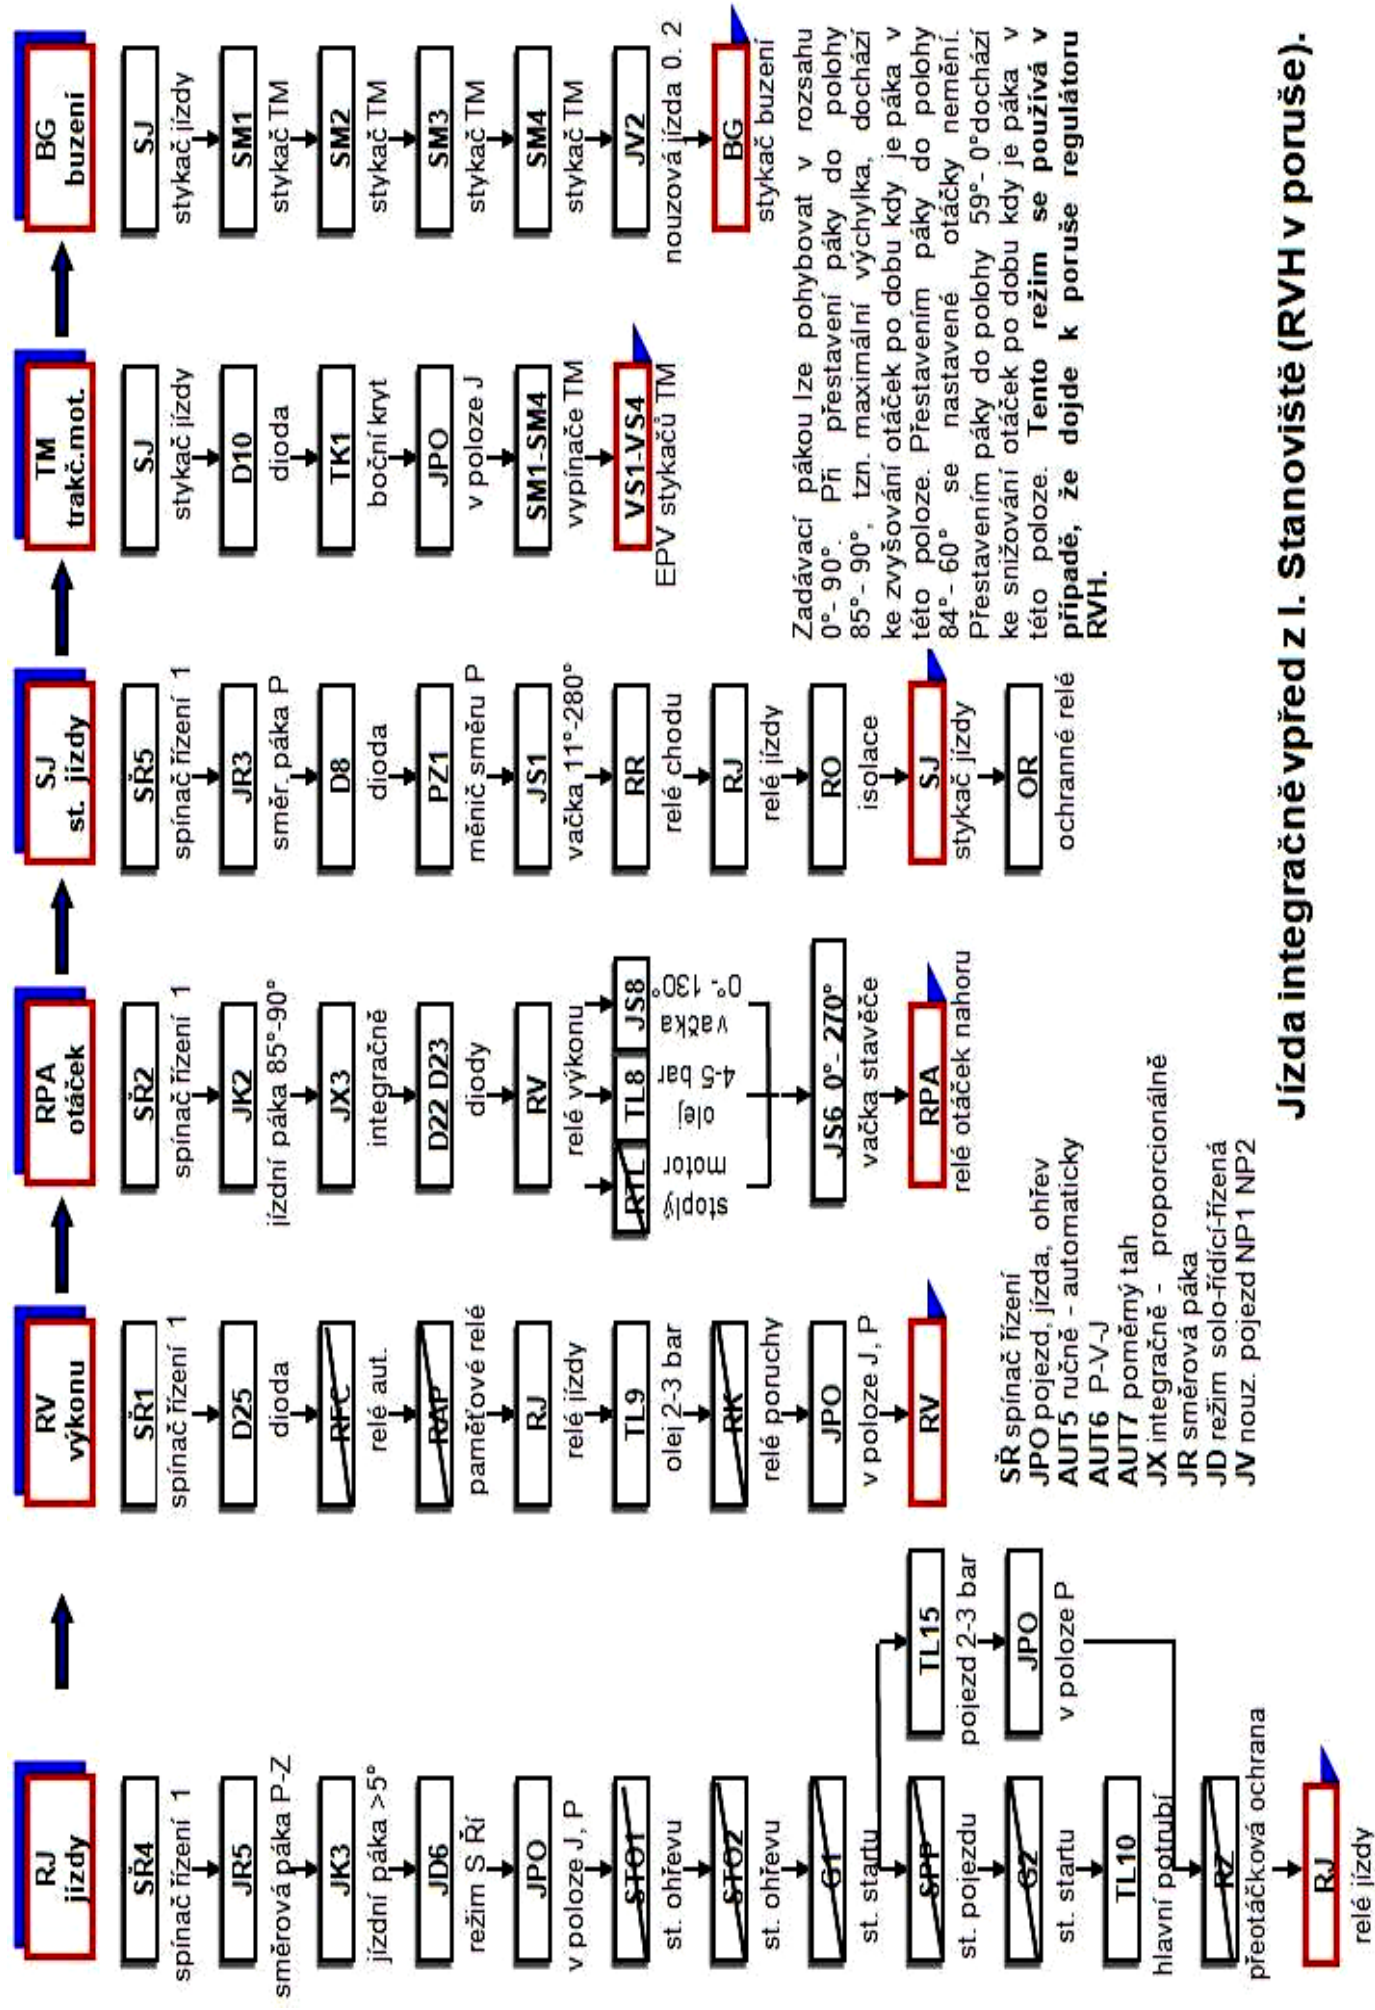 RJ
jízdy
SŘ4
spínač řízení 1
JR5
směrová páka P-Z
JK3
jízdní páka >5°
JD6
režim S Ří
JPO
v poloze J, P
STO1
st. ohřevu
STO2
st. ohřevu
G1
st. startu
SPP
st. pojezdu
G2
st. startu
TL10
hlavní potrubí
RZ
přeotáčková ochrana
RJ
relé jízdy
TL15
pojezd 2-3 bar
JPO
v poloze P
RV
výkonu
SŘ1
spínač řízení 1
D25
dioda
RFC
relé aut.
RAP
paměťové relé
RJ
relé jízdy
TL9
olej 2-3 bar
RK
relé poruchy
JPO
v poloze J, P
RV
RPA
otáček
SŘ2
spínač řízení 1
JK2
jízdní páka 85°-90°
JX3
integračně
D22 D23
diody
RV
relé výkonu
RTL
TL8
JS8
stoplý
motor
olej
4-5 bar
vačka
0°- 130°
JS6 0°- 270°
vačka stavěče
RPA
relé otáček nahoru
SJ
st. jízdy
SŘ5
spínač řízení 1
JR3
směr. páka P
D8
dioda
PZ1
měnič směru P
JS1
vačka 11°-280°
RR
relé chodu
RJ
relé jízdy
RO
isolace
SJ
stykač jízdy
OR
ochranné relé
TM
trakč.mot.
SJ
stykač jízdy
D10
dioda
TK1
boční kryt
JPO
v poloze J
SM1-SM4
vypínače TM
VS1-VS4
EPV stykačů TM
BG
buzení
SJ
stykač jízdy
SM1
stykač TM
SM2
stykač TM
SM3
stykač TM
SM4
stykač TM
JV2
nouzová jízda 0. 2
BG
stykač buzení
Zadávací pákou lze pohybovat v rozsahu
0°- 90°. Při přestavení páky do polohy
85°- 90°, tzn. maximální výchylka, dochází
ke zvyšování otáček po dobu kdy je páka v
této poloze. Přestavením páky do polohy
84°- 60° se nastavené otáčky nemění.
Přestavením páky do polohy 59°- 0°dochází
ke snižování otáček po dobu kdy je páka v
této poloze. Tento režim se používá v
případě, že dojde k poruše regulátoru
RVH.
SŘ spínač řízení
JPO pojezd, jízda, ohřev
AUT5 ručně - automaticky
AUT6 P-V-J
AUT7 poměrný tah
JX integračně - proporcionálně
JR směrová páka
JD režim solo-řídící-řízená
JV nouz. pojezd NP1 NP2
Jízda integračně vpřed z I. Stanoviště (RVH v poruše).